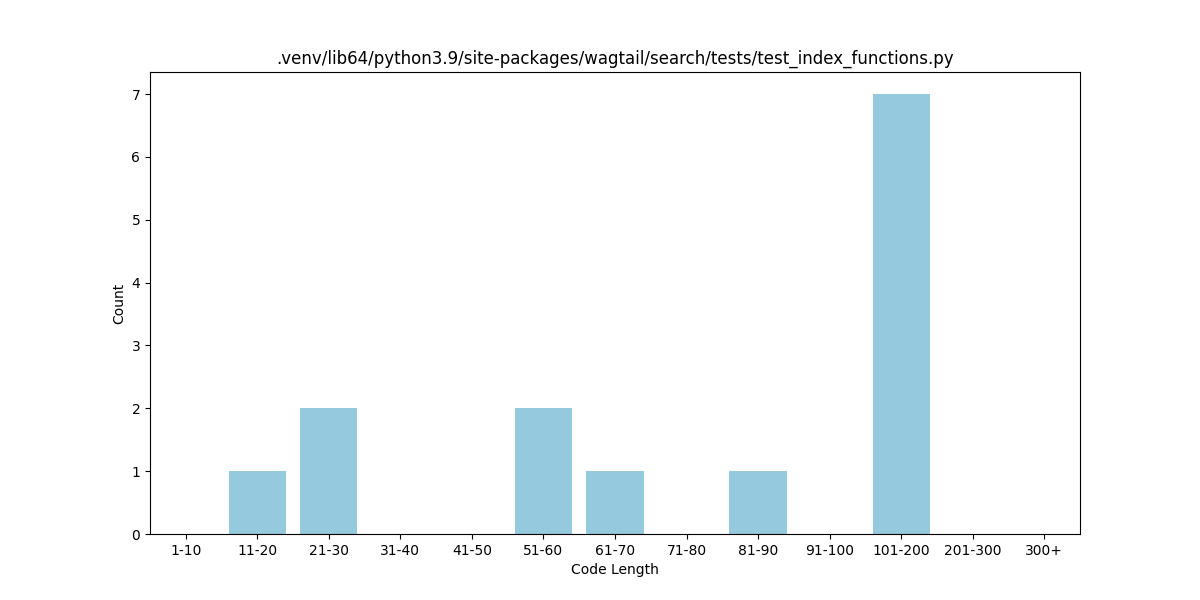 .venv/lib64/python3.9/site-packages/wagtail/search/tests/test_index_functions.py
7
6
5
4
3
2
1
0
Count
1-10 11-20 21-30 31-40 41-50 51-60 61-70 71-80 81-90 91-100 101-200 201-300 300+
Code Length